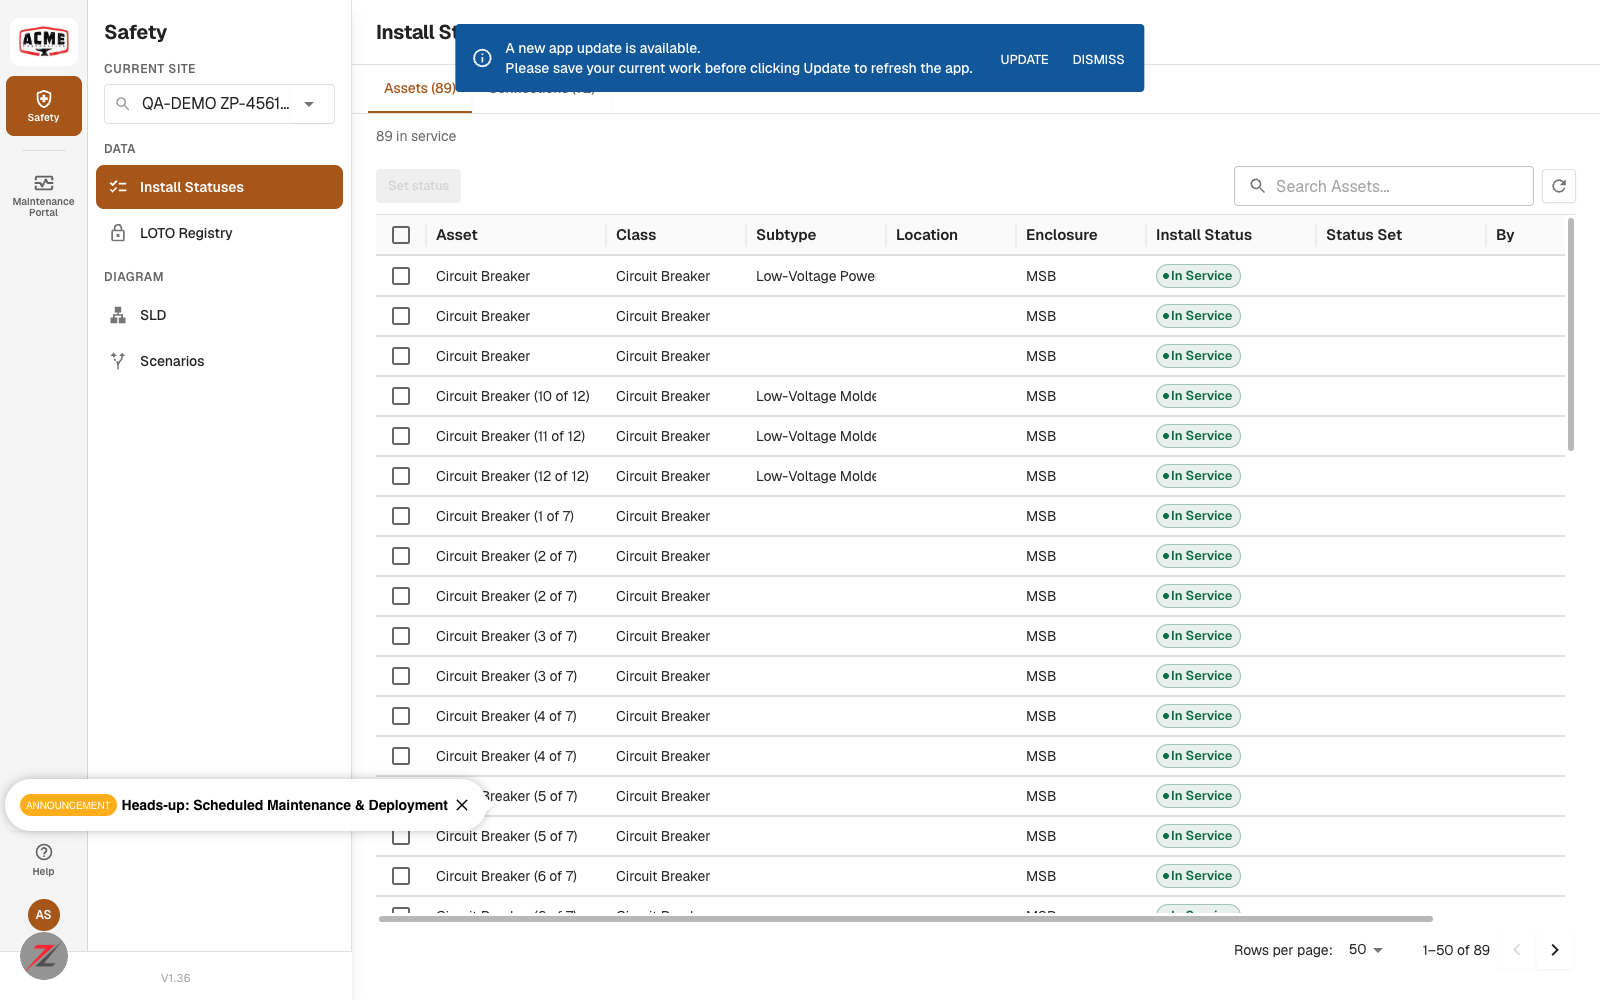 ACME
Safety
Maintenance
Portal
Safety
CURRENT SITE
QA-DEMO ZP-4561...
DATA
Install Statuses
LOTO Registry
DIAGRAM
SLD
Scenarios
ANNOUNCEMENT Heads-up: Scheduled Maintenance & Deployment
Help
AS
V1.36
Install
A new app update is available.
Please save your current work before clicking Update to refresh the app.
UPDATE
DISMISS
Assets (89)
89 in service
Set status
Search Assets...
Asset Class Subtype Location Enclosure Install Status Status Set By
Circuit Breaker Circuit Breaker Low-Voltage Powe MSB In Service
Circuit Breaker Circuit Breaker MSB In Service
Circuit Breaker Circuit Breaker MSB In Service
Circuit Breaker (10 of 12) Circuit Breaker Low-Voltage Molde MSB In Service
Circuit Breaker (11 of 12) Circuit Breaker Low-Voltage Molde MSB In Service
Circuit Breaker (12 of 12) Circuit Breaker Low-Voltage Molde MSB In Service
Circuit Breaker (1 of 7) Circuit Breaker MSB In Service
Circuit Breaker (2 of 7) Circuit Breaker MSB In Service
Circuit Breaker (2 of 7) Circuit Breaker MSB In Service
Circuit Breaker (3 of 7) Circuit Breaker MSB In Service
Circuit Breaker (3 of 7) Circuit Breaker MSB In Service
Circuit Breaker (4 of 7) Circuit Breaker MSB In Service
Circuit Breaker (4 of 7) Circuit Breaker MSB In Service
reaker (5 of 7) Circuit Breaker MSB In Service
Circuit Breaker (5 of 7) Circuit Breaker MSB In Service
Circuit Breaker (6 of 7) Circuit Breaker MSB In Service
Rows per page: 50 1–50 of 89